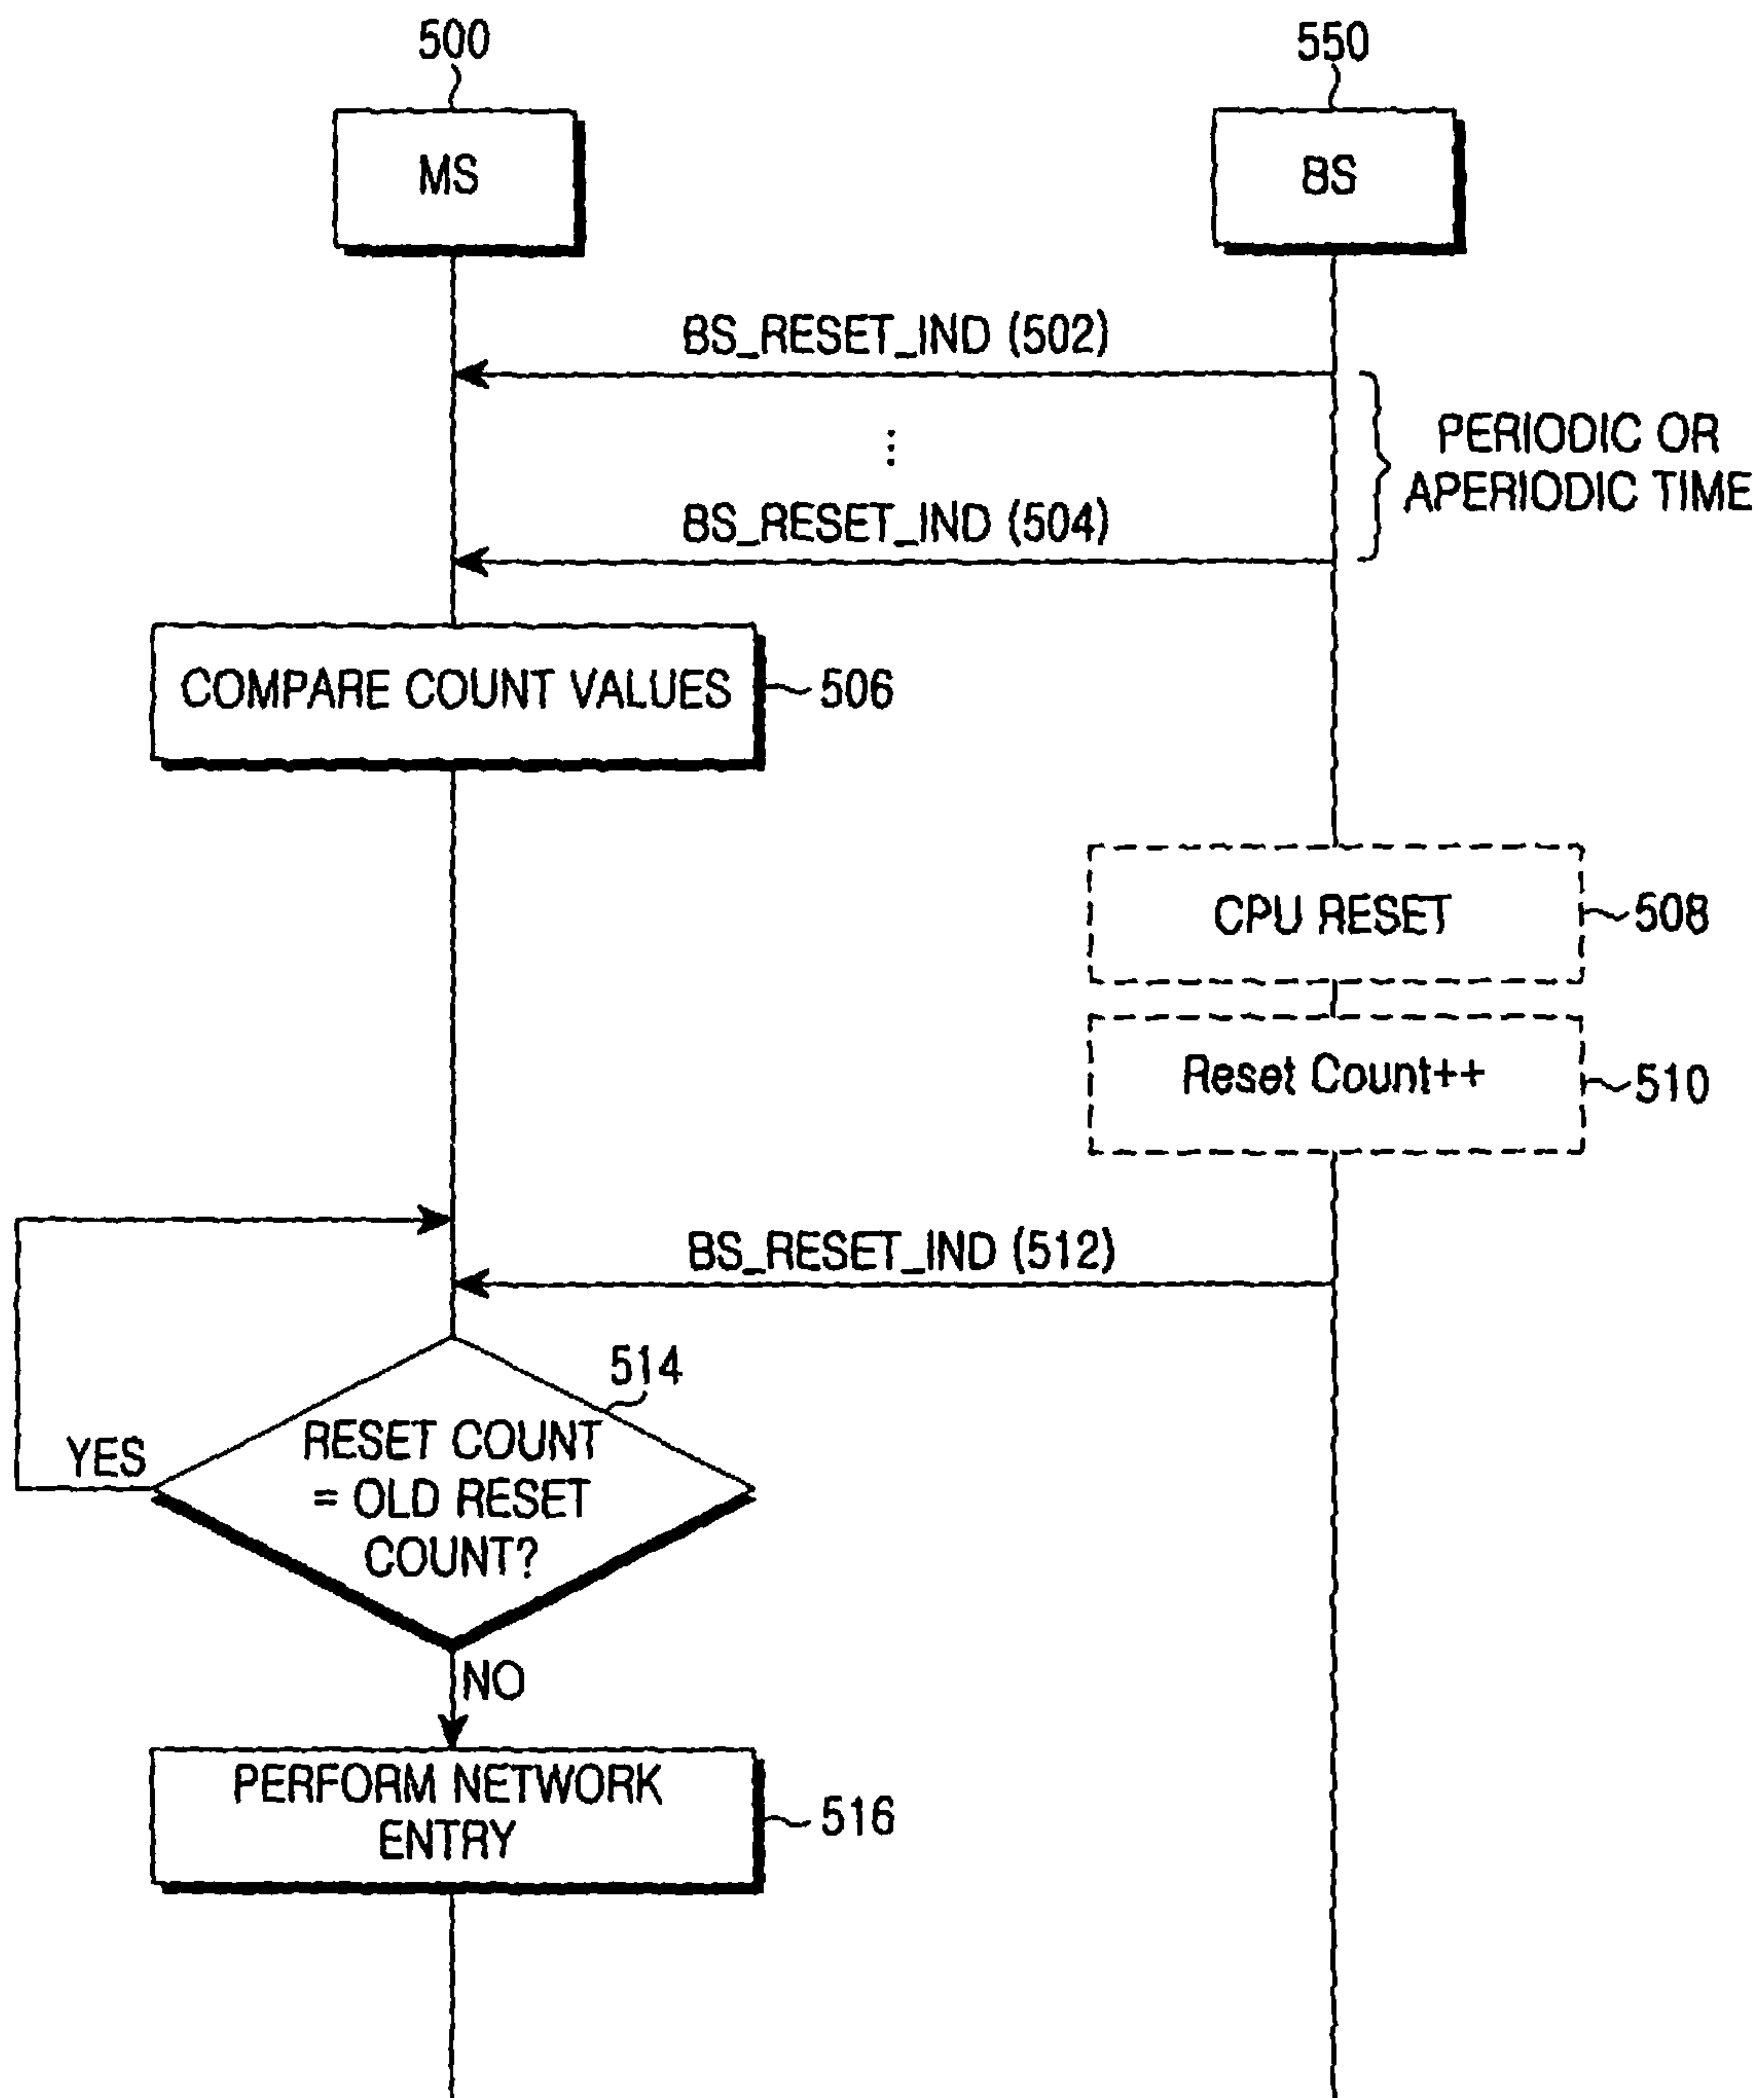 500
550
MS
BS
BS_RESET_IND (502)
PERIODIC OR
APERIODIC TIME
BS_RESET_IND (504)
COMPARE COUNT VALUES
506
CPU RESET
508
Reset Count++
510
BS_RESET_IND (512)
514
RESET COUNT
= OLD RESET
COUNT?
YES
NO
PERFORM NETWORK
ENTRY
516